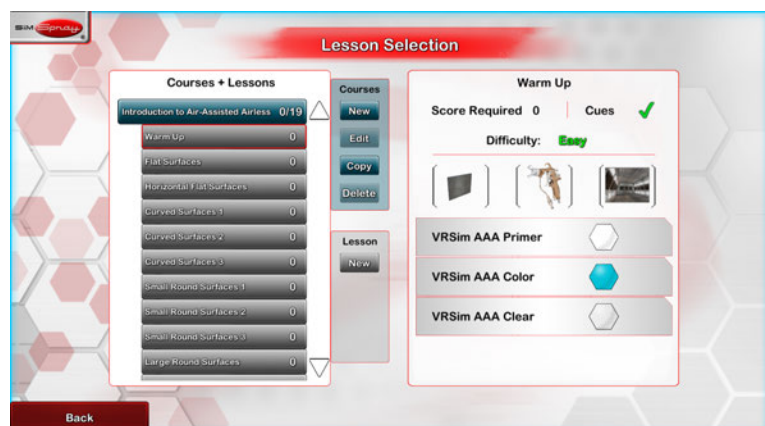 SiM Spray
Lesson Selection
Courses + Lessons
Introduction to Air-Assisted Airless 0/19
Warm Up 0
Flat Surfaces 0
Horizontal Flat Surfaces 0
Curved Surfaces 1 0
Curved Surfaces 2 0
Curved Surfaces 3 0
Small Round Surfaces 1 0
Small Round Surfaces 2 0
Small Round Surfaces 3 0
Large Round Surfaces 0
Courses
New
Edit
Copy
Delete
Lesson
New
Warm Up
Score Required 0 Cues
Difficulty: Easy
VRSim AAA Primer
VRSim AAA Color
VRSim AAA Clear
Back